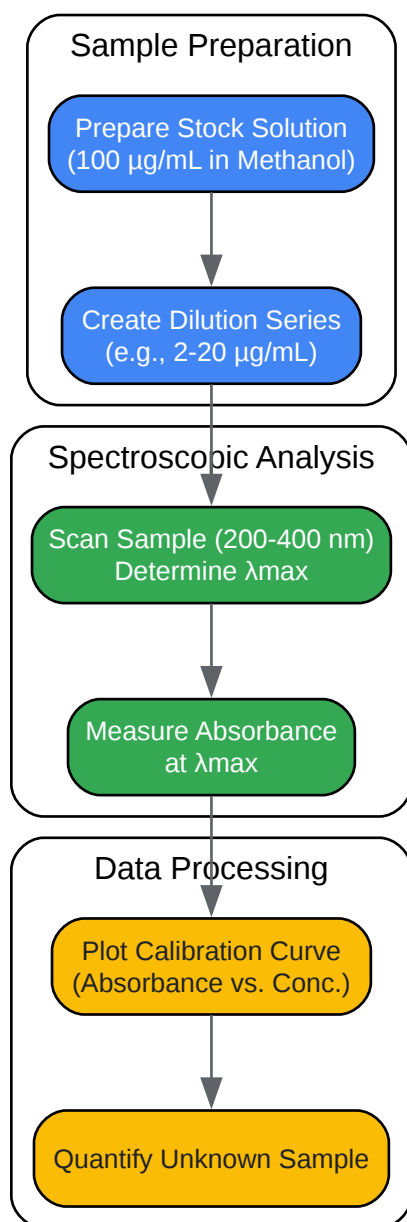 Sample Preparation
Prepare Stock Solution
(100 µg/mL in Methanol)
Create Dilution Series
(e.g., 2-20 µg/mL)
Spectroscopic Analysis
Scan Sample (200-400 nm)
Determine λmax
Measure Absorbance
at λmax
Data Processing
Plot Calibration Curve
(Absorbance vs. Conc.)
Quantify Unknown Sample